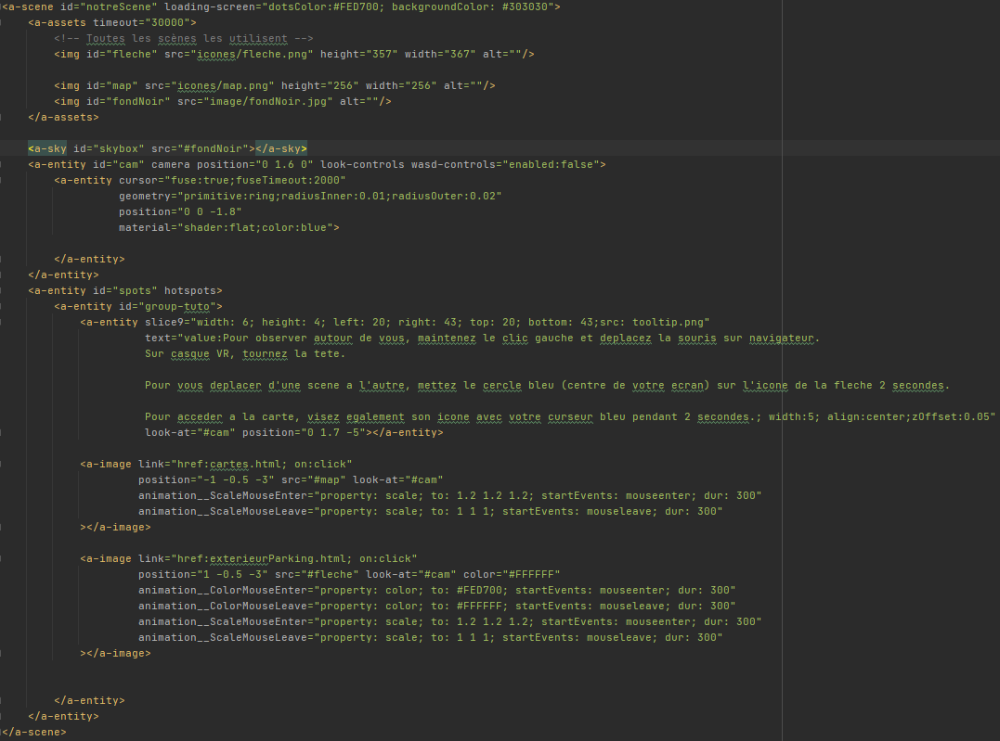 <a-scene id="notreScene" loading-screen="dotsColor:#FED700; backgroundColor: #303030">
<a-assets timeout="30000">
<!-- Toutes les scènes les utilisent -->
<img id="fleche" src="icones/fleche.png" height="357" width="367" alt=""/>
<img id="map" src="icones/map.png" height="256" width="256" alt=""/>
<img id="fondNoir" src="image/fondNoir.jpg" alt=""/>
</a-assets>
<a-sky id="skybox" src="#fondNoir"></a-sky>
<a-entity id="cam" camera position="0 1.6 0" look-controls wasd-controls="enabled:false">
<a-entity cursor="fuse:true;fuseTimeout:2000"
geometry="primitive:ring;radiusInner:0.01;radiusOuter:0.02"
position="0 0 -1.8"
material="shader:flat;color:blue">
</a-entity>
</a-entity>
<a-entity id="spots" hotspots>
<a-entity id="group-tuto">
<a-entity slice9="width: 6; height: 4; left: 20; right: 43; top: 20; bottom: 43;src: tooltip.png"
text="value:Pour observer autour de vous, maintenez le clic gauche et deplacez la souris sur navigateur.
Sur casque VR, tournez la tete.
Pour vous deplacer d'une scene a l'autre, mettez le cercle bleu (centre de votre ecran) sur l'icone de la fleche 2 secondes.
Pour acceder a la carte, visez egalement son icone avec votre curseur bleu pendant 2 secondes.; width:5; align:center;zOffset:0.05"
look-at="#cam" position="0 1.7 -5"></a-entity>
<a-image link="href:cartes.html; on:click"
position="-1 -0.5 -3" src="#map" look-at="#cam"
animation__ScaleMouseEnter="property: scale; to: 1.2 1.2 1.2; startEvents: mouseenter; dur: 300"
animation__ScaleMouseLeave="property: scale; to: 1 1 1; startEvents: mouseleave; dur: 300"
></a-image>
<a-image link="href:exterieurParking.html; on:click"
position="1 -0.5 -3" src="#fleche" look-at="#cam" color="#FFFFFF"
animation__ColorMouseEnter="property: color; to: #FED700; startEvents: mouseenter; dur: 300"
animation__ColorMouseLeave="property: color; to: #FFFFFF; startEvents: mouseleave; dur: 300"
animation__ScaleMouseEnter="property: scale; to: 1.2 1.2 1.2; startEvents: mouseenter; dur: 300"
animation__ScaleMouseLeave="property: scale; to: 1 1 1; startEvents: mouseleave; dur: 300"
></a-image>
</a-entity>
</a-entity>
</a-scene>